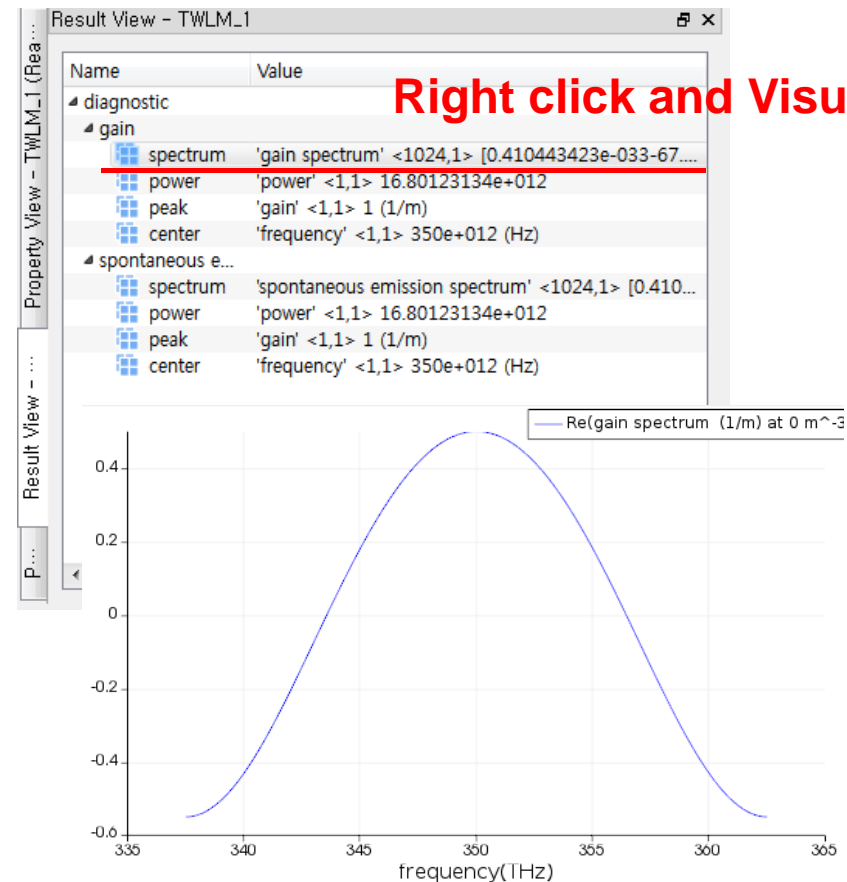 Result View - TWLM_1
Property View - TWLM_1 (Rea...
Result View - ...
P...
Name Value
Right click and Visu
diagnostic
gain
spectrum 'gain spectrum' <1024,1> [0.410443423e-033-67....
power 'power' <1,1> 16.80123134e+012
peak 'gain' <1,1> 1 (1/m)
center 'frequency' <1,1> 350e+012 (Hz)
spontaneous e...
spectrum 'spontaneous emission spectrum' <1024,1> [0.410...
power 'power' <1,1> 16.80123134e+012
peak 'gain' <1,1> 1 (1/m)
center 'frequency' <1,1> 350e+012 (Hz)
Re(gain spectrum (1/m) at 0 m^-3
0.4
0.2
0
-0.2
-0.4
-0.6
335 340 345 350 355 360 365
frequency(THz)